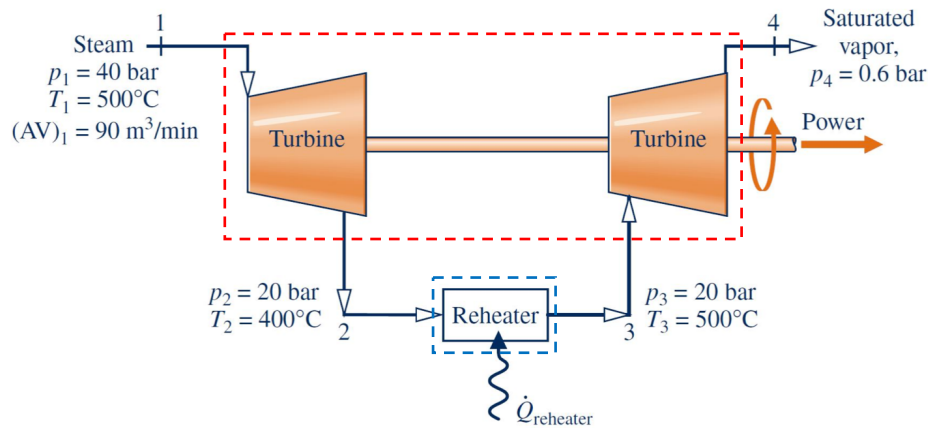 1
Steam
p₁ = 40 bar
T₁ = 500°C
(AV)₁ = 90 m³/min
Turbine
Turbine
4
Saturated
vapor,
p₄ = 0.6 bar
Power
p₂ = 20 bar
T₂ = 400°C
2
Reheater
3
p₃ = 20 bar
T₃ = 500°C
Q̇reheater